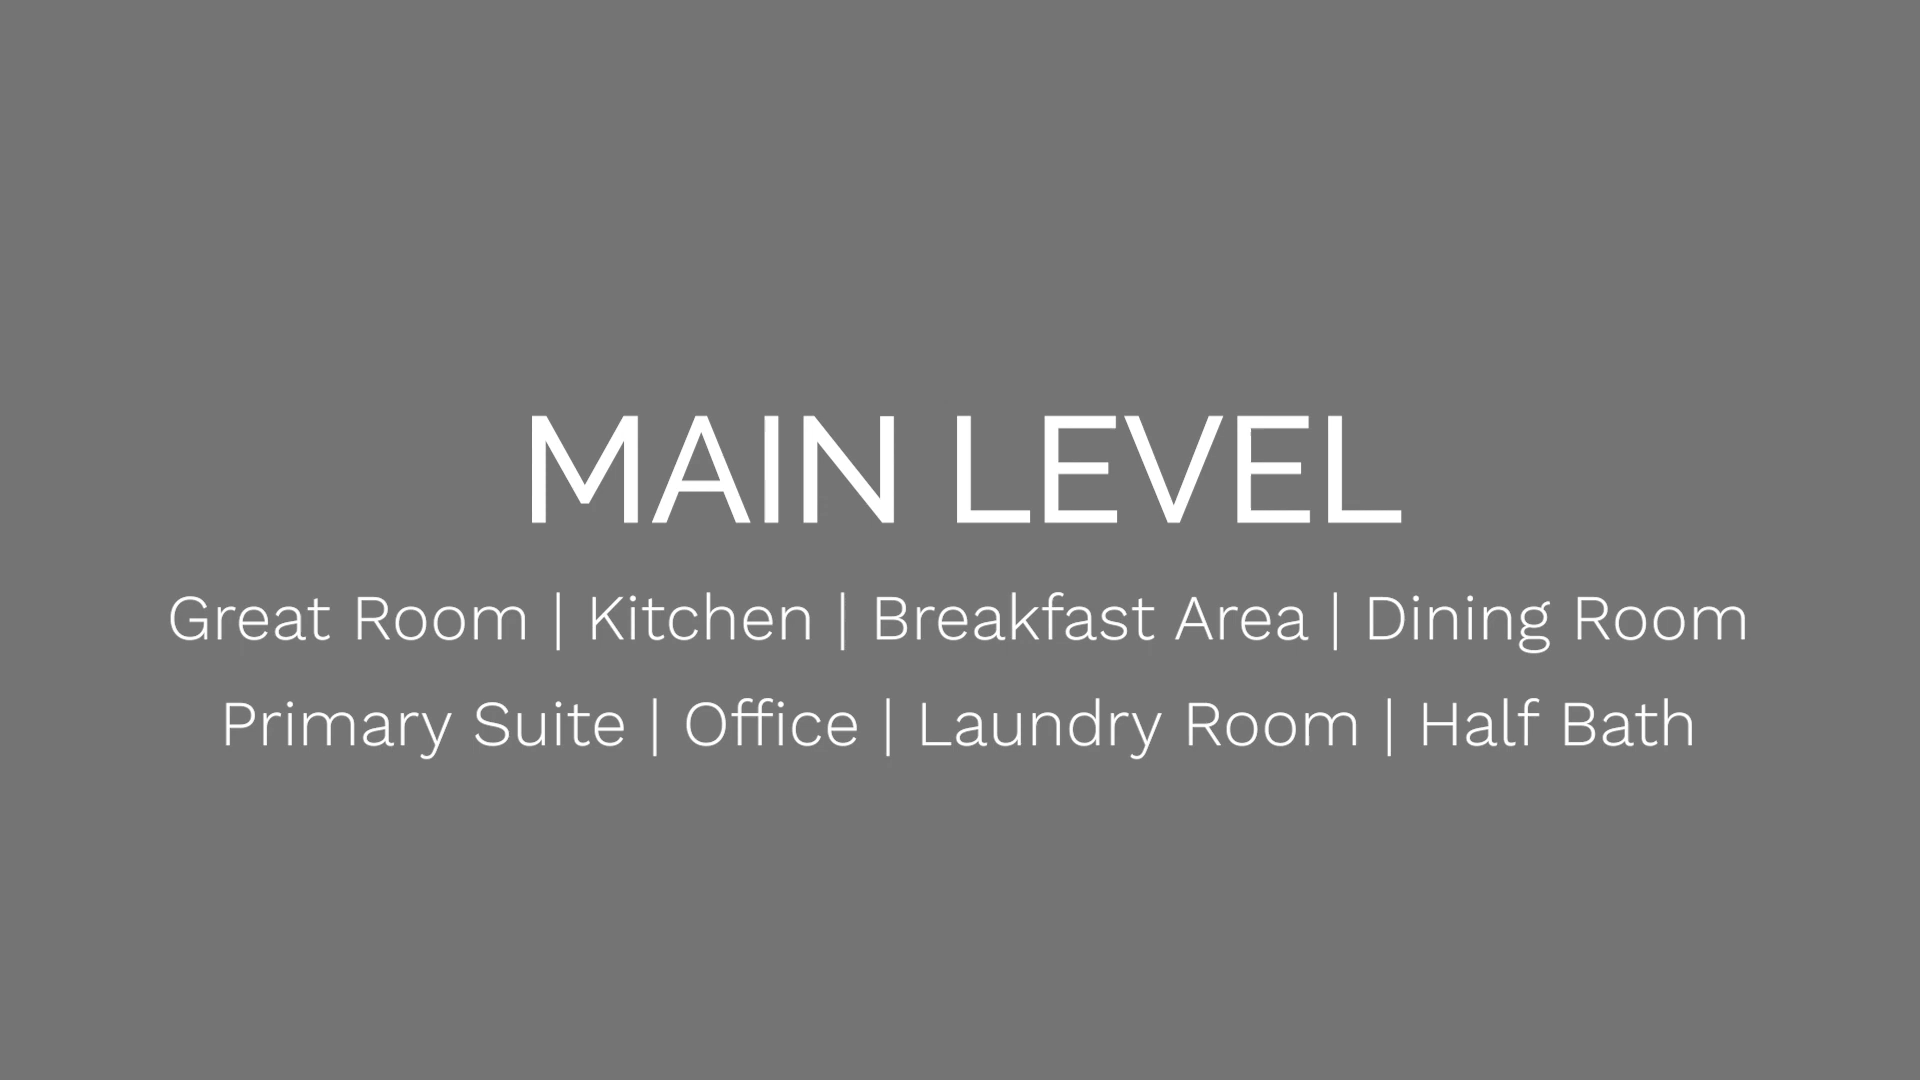 MAIN LEVEL
Great Room | Kitchen | Breakfast Area | Dining Room
Primary Suite | Office | Laundry Room | Half Bath